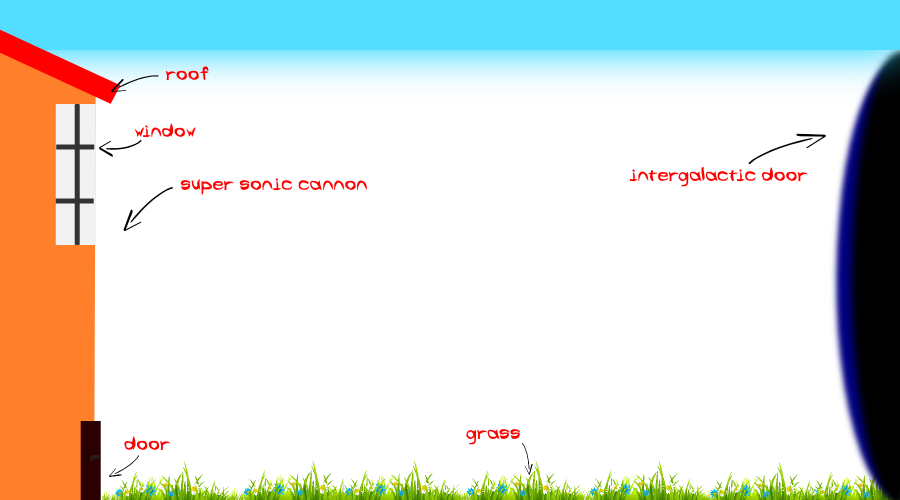 roof
window
super sonic cannon
intergalactic door
grass
door